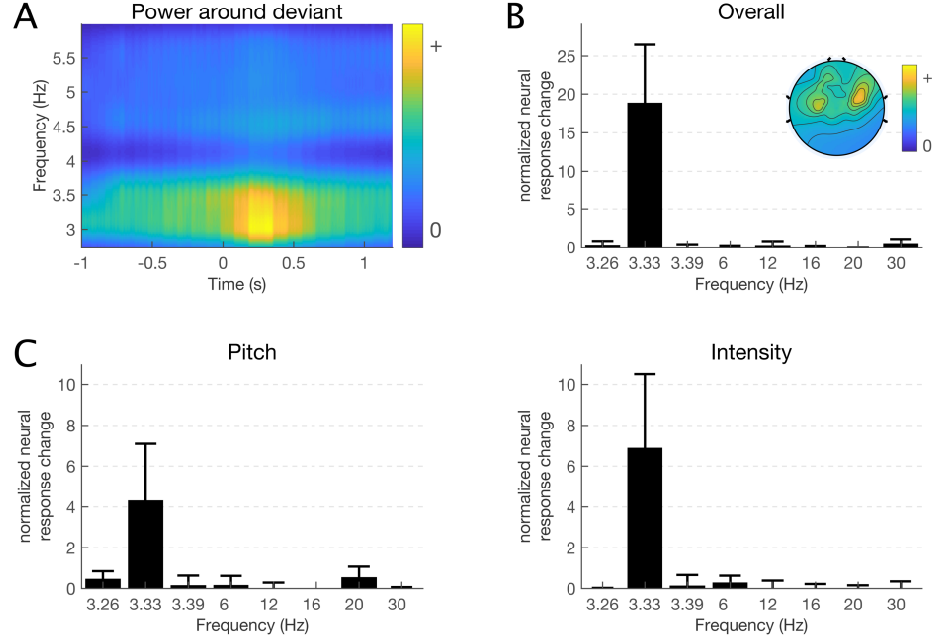 A
Power around deviant
5.5
5
4.5
4
3.5
3
Frequency (Hz)
-1 -0.5 0 0.5 1
Time (s)
+
0
B
Overall
25
20
15
10
5
0
normalized neural
response change
3.26 3.33 3.39 6 12 16 20 30
Frequency (Hz)
+
0
C
Pitch
10
8
6
4
2
0
normalized neural
response change
3.26 3.33 3.39 6 12 16 20 30
Frequency (Hz)
Intensity
10
8
6
4
2
0
normalized neural
response change
3.26 3.33 3.39 6 12 16 20 30
Frequency (Hz)